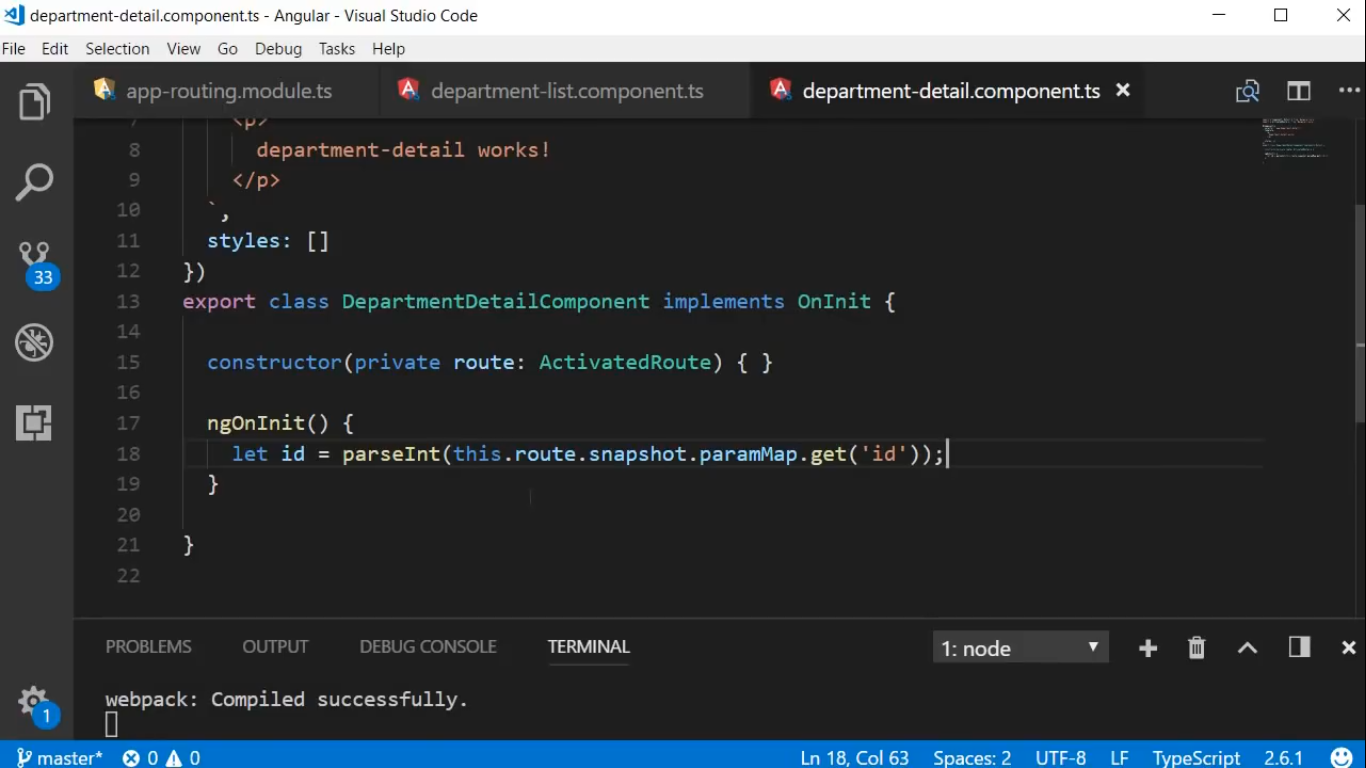 department-detail.component.ts - Angular - Visual Studio Code
File Edit Selection View Go Debug Tasks Help
app-routing.module.ts department-list.component.ts department-detail.component.ts
7 <p>
8 department-detail works!
9 </p>
10 `,
11 styles: []
12 })
13 export class DepartmentDetailComponent implements OnInit {
14
15 constructor(private route: ActivatedRoute) { }
16
17 ngOnInit() {
18 let id = parseInt(this.route.snapshot.paramMap.get('id'));
19 }
20
21 }
22
33
PROBLEMS OUTPUT DEBUG CONSOLE TERMINAL 1: node
webpack: Compiled successfully.
1
master* 0 0 Ln 18, Col 63 Spaces: 2 UTF-8 LF TypeScript 2.6.1